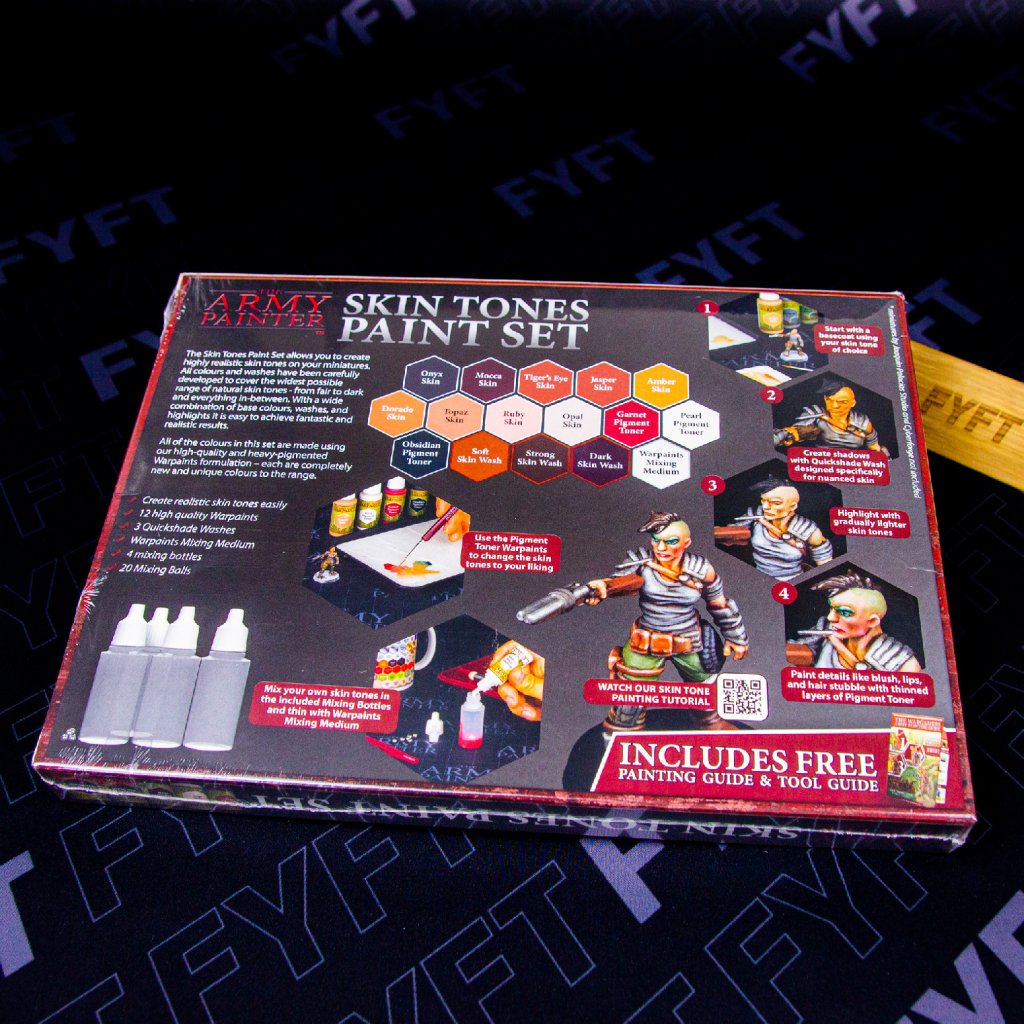 FYFT
FYFT
FYFT
FYFT
FYFT
FYFT
FYFT
THE
ARMY
PAINTER
SKIN TONES
PAINT SET
The Skin Tones Paint Set allows you to create
highly realistic skin tones on your miniatures.
All colours and washes have been carefully
developed to cover the widest possible
range of natural skin tones - from fair to dark
and everything in-between. With a wide
combination of base colours, washes, and
highlights it is easy to achieve fantastic and
realistic results.
All of the colours in this set are made using
our high-quality and heavy-pigmented
Warpaints formulation – each are completely
new and unique colours to the range.
Create realistic skin tones easily
12 high quality Warpaints
3 Quickshade Washes
Warpaints Mixing Medium
4 mixing bottles
20 Mixing Balls
Onyx
Skin
Mocca
Skin
Tiger's Eye
Skin
Jasper
Skin
Amber
Skin
Dorado
Skin
Topaz
Skin
Ruby
Skin
Opal
Skin
Garnet
Pigment
Toner
Pearl
Pigment
Toner
Obsidian
Pigment
Toner
Soft
Skin Wash
Strong
Skin Wash
Dark
Skin Wash
Warpaints
Mixing
Medium
Use the Pigment
Toner Warpaints
to change the skin
tones to your liking
Mix your own skin tones in
the included Mixing Bottles
and thin with Warpaints
Mixing Medium
1
Start with a
basecoat using
your skin tone
of choice
2
Create shadows
with Quickshade Wash
designed specifically
for nuanced skin
3
Highlight with
gradually lighter
skin tones
4
Paint details like blush, lips,
and hair stubble with thinned
layers of Pigment Toner
WATCH OUR SKIN TONE
PAINTING TUTORIAL
INCLUDES FREE
PAINTING GUIDE & TOOL GUIDE
SKIN TONES PAINT SET
FYFT
FYFT
FYFT
FYFT